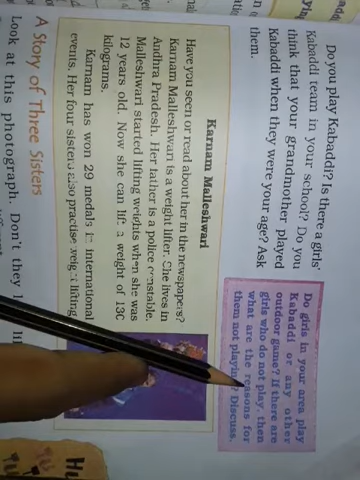 Do you play Kabaddi? Is there a girls'
Kabaddi team in your school? Do you
think that your grandmother played
Kabaddi when they were your age? Ask
them.
Do girls in your area play
Kabaddi or any other
outdoor game? If there are
girls who do not play, then
what are the reasons for
them not playing? Discuss.
Karnam Malleshwari
Have you seen or read about her in the newspapers?
Karnam Malleshwari is a weight lifter. She lives in
Andhra Pradesh. Her father is a police constable.
Malleshwari started lifting weights when she was
12 years old. Now she can lift a weight of 130
kilograms.
Karnam has won 29 medals in international
events. Her four sisters also practise weight lifting
A Story of Three Sisters
Look at this photograph. Don't they